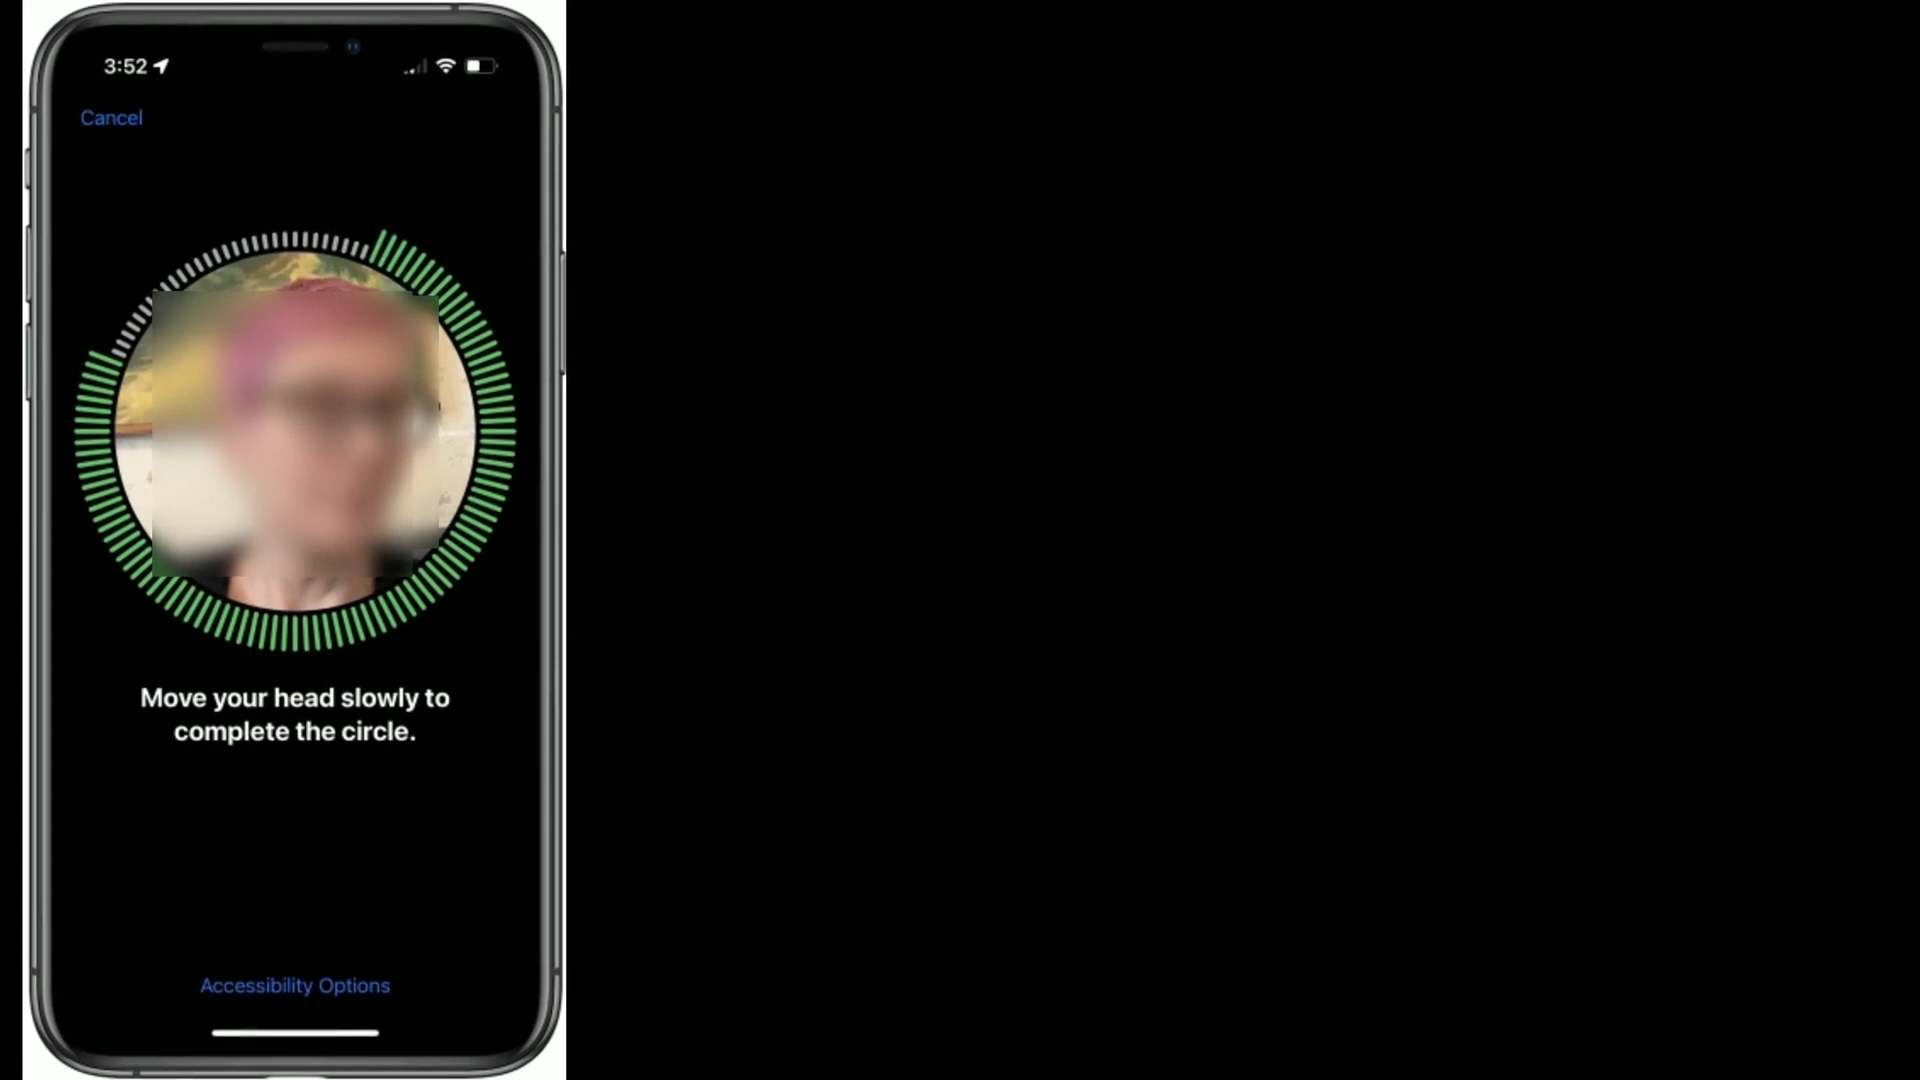 3:52
Cancel
Move your head slowly to
complete the circle.
Accessibility Options